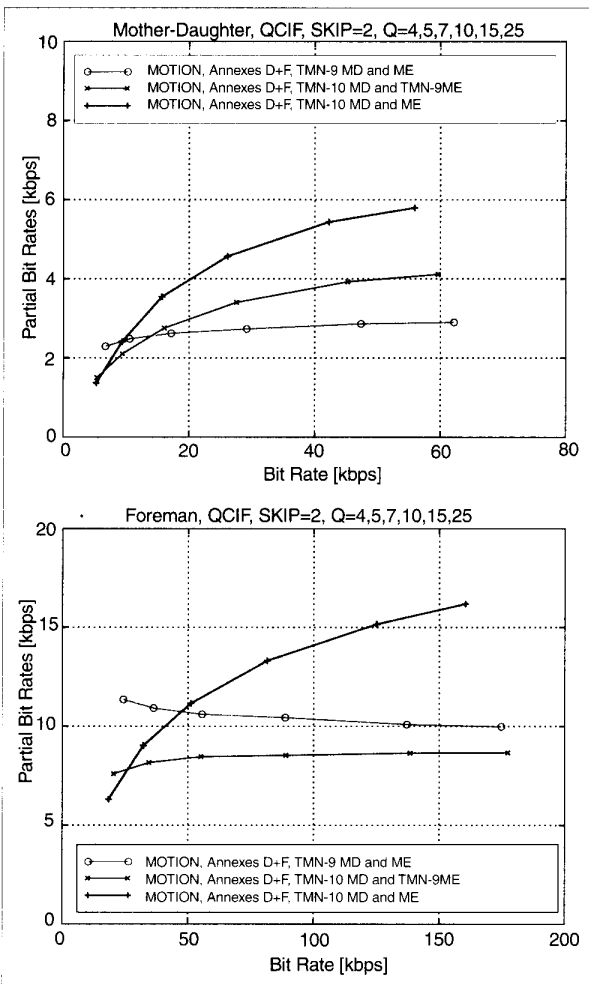 Mother-Daughter, QCIF, SKIP=2, Q=4,5,7,10,15,25
10
8
6
4
2
0
Partial Bit Rates [kbps]
MOTION, Annexes D+F, TMN-9 MD and ME
MOTION, Annexes D+F, TMN-10 MD and TMN-9ME
MOTION, Annexes D+F, TMN-10 MD and ME
0 20 40 60 80
Bit Rate [kbps]
Foreman, QCIF, SKIP=2, Q=4,5,7,10,15,25
20
15
10
5
0
Partial Bit Rates [kbps]
MOTION, Annexes D+F, TMN-9 MD and ME
MOTION, Annexes D+F, TMN-10 MD and TMN-9ME
MOTION, Annexes D+F, TMN-10 MD and ME
0 50 100 150 200
Bit Rate [kbps]